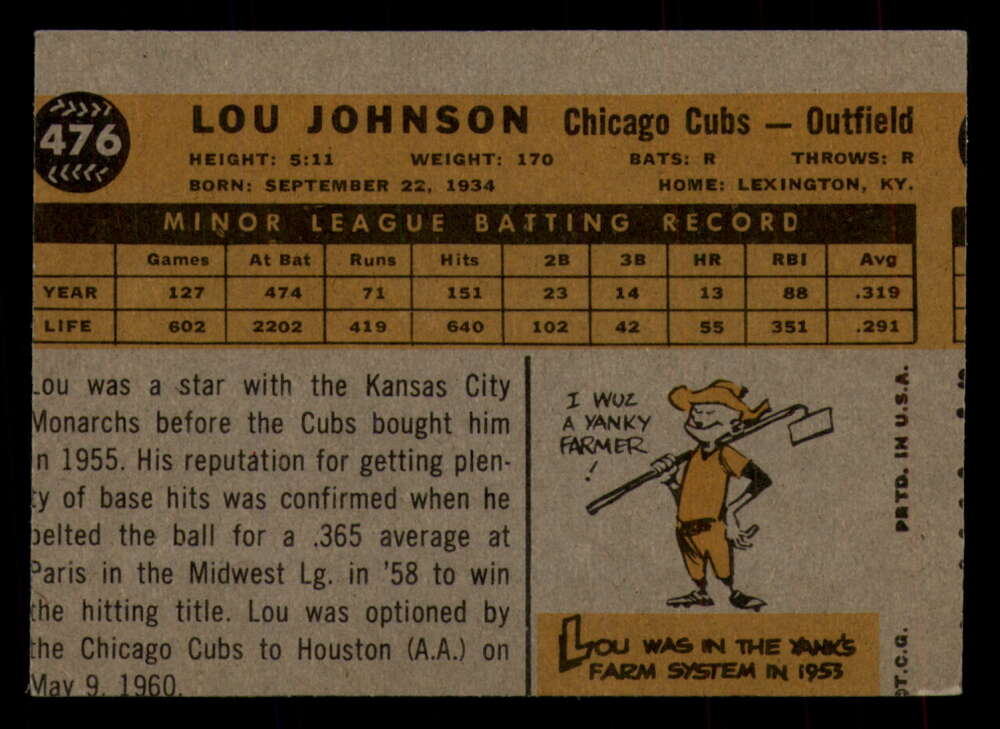 476
LOU JOHNSON Chicago Cubs — Outfield
HEIGHT: 5:11 WEIGHT: 170 BATS: R THROWS: R
BORN: SEPTEMBER 22, 1934 HOME: LEXINGTON, KY.
MINOR LEAGUE BATTING RECORD
Games At Bat Runs Hits 2B 3B HR RBI Avg
YEAR 127 474 71 151 23 14 13 88 .319
LIFE 602 2202 419 640 102 42 55 351 .291
Lou was a star with the Kansas City
Monarchs before the Cubs bought him
n 1955. His reputation for getting plen-
ty of base hits was confirmed when he
belted the ball for a .365 average at
Paris in the Midwest Lg. in '58 to win
the hitting title. Lou was optioned by
the Chicago Cubs to Houston (A.A.) on
May 9, 1960.
I WUZ
A YANKY
FARMER
!
LOU WAS IN THE YANKS
FARM SYSTEM IN 1953
©T.C.G. PRTD. IN U.S.A.